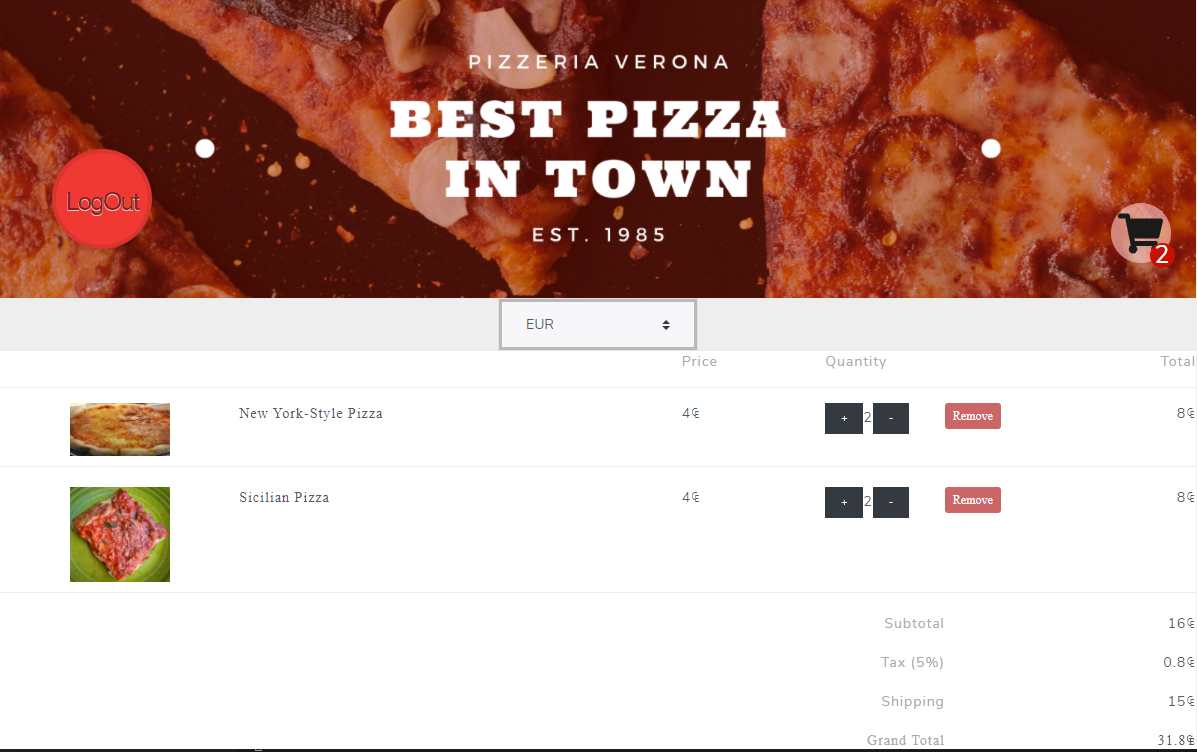 PIZZERIA VERONA
BEST PIZZA
IN TOWN
EST. 1985
LogOut
2
EUR
Price Quantity Total
New York-Style Pizza 4€ + 2 - Remove 8€
Sicilian Pizza 4€ + 2 - Remove 8€
Subtotal 16€
Tax (5%) 0.8€
Shipping 15€
Grand Total 31.8€